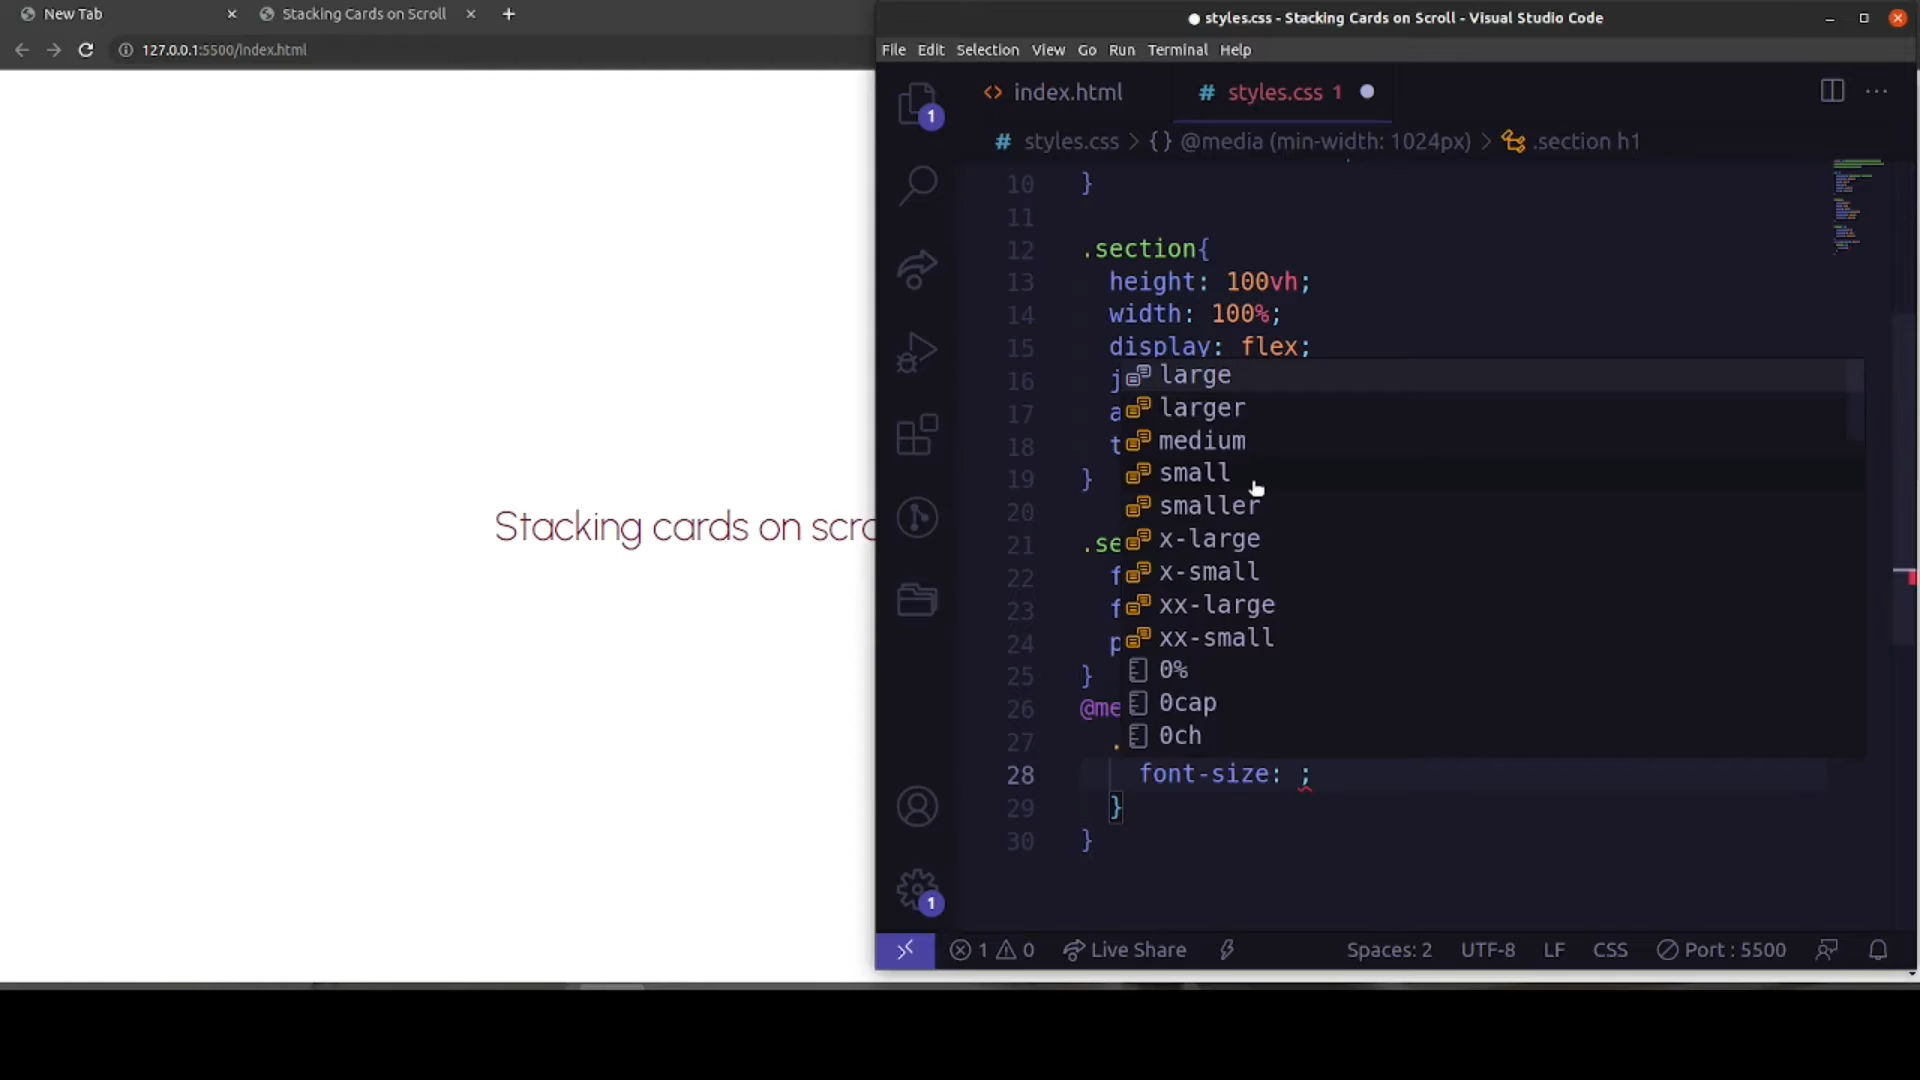 New Tab
Stacking Cards on Scroll
127.0.0.1:5500/index.html
Stacking cards on scro
styles.css - Stacking Cards on Scroll - Visual Studio Code
File Edit Selection View Go Run Terminal Help
1
<> index.html
# styles.css 1
# styles.css > {} @media (min-width: 1024px) > .section h1
10 }
11
12 .section{
13 height: 100vh;
14 width: 100%;
15 display: flex;
16 j
17 a
18 t
19 }
20
21 .se
22 f
23 f
24 p
25 }
26 @me
27 .
28 font-size: ;
29 }
30 }
large
larger
medium
small
smaller
x-large
x-small
xx-large
xx-small
0%
0cap
0ch
1
1 0 Live Share Spaces: 2 UTF-8 LF CSS Port : 5500